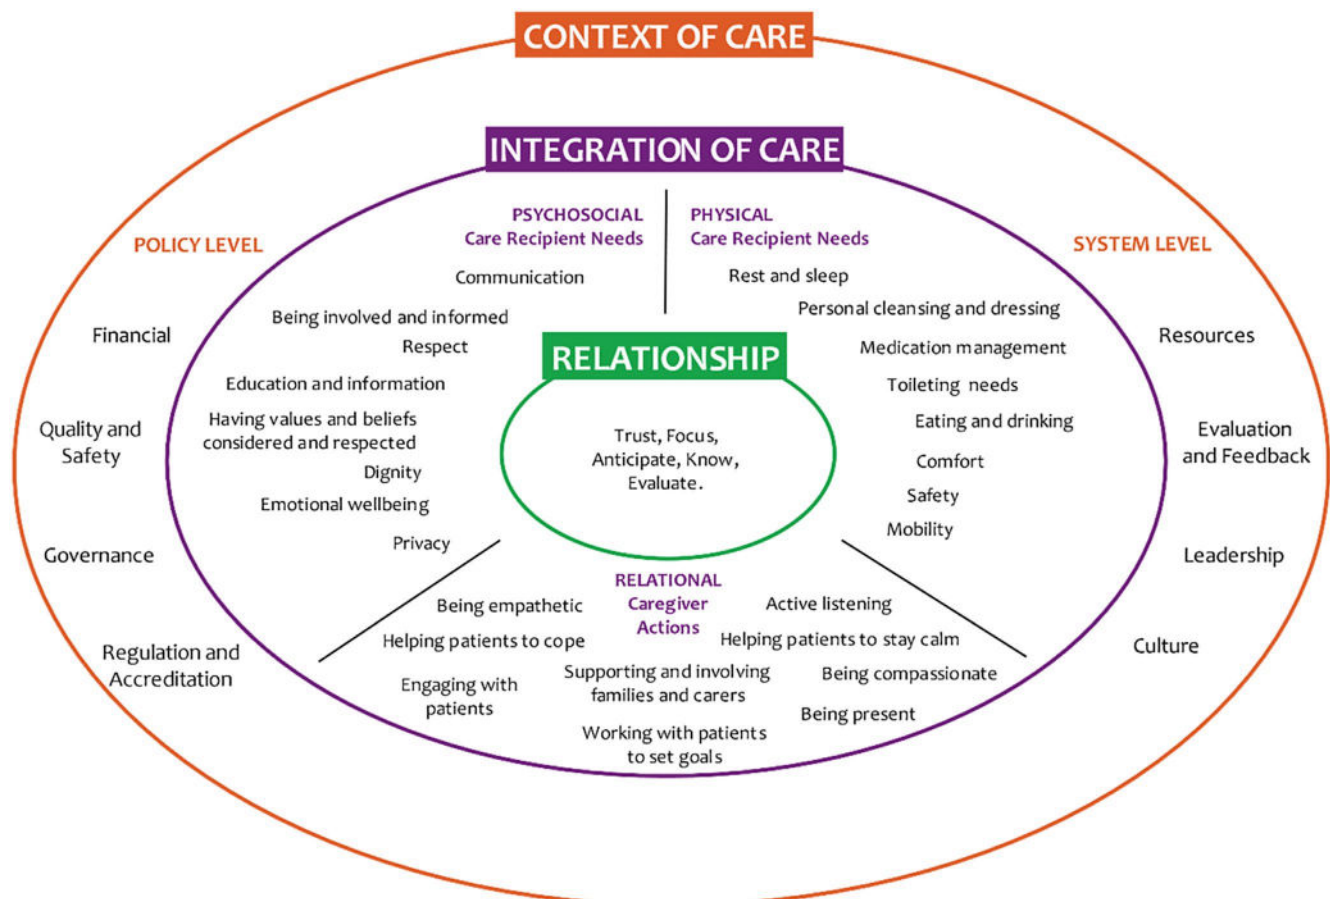 CONTEXT OF CARE
INTEGRATION OF CARE
POLICY LEVEL
Financial
Quality and
Safety
Governance
Regulation and
Accreditation
PSYCHOSOCIAL
Care Recipient Needs
Communication
Being involved and informed
Respect
Education and information
Having values and beliefs
considered and respected
Dignity
Emotional wellbeing
Privacy
PHYSICAL
Care Recipient Needs
Rest and sleep
Personal cleansing and dressing
Medication management
Toileting needs
Eating and drinking
Comfort
Safety
Mobility
RELATIONSHIP
Trust, Focus,
Anticipate, Know,
Evaluate.
RELATIONAL
Caregiver
Actions
Being empathetic
Helping patients to cope
Engaging with
patients
Supporting and involving
families and carers
Working with patients
to set goals
Active listening
Helping patients to stay calm
Being compassionate
Being present
SYSTEM LEVEL
Resources
Evaluation
and Feedback
Leadership
Culture